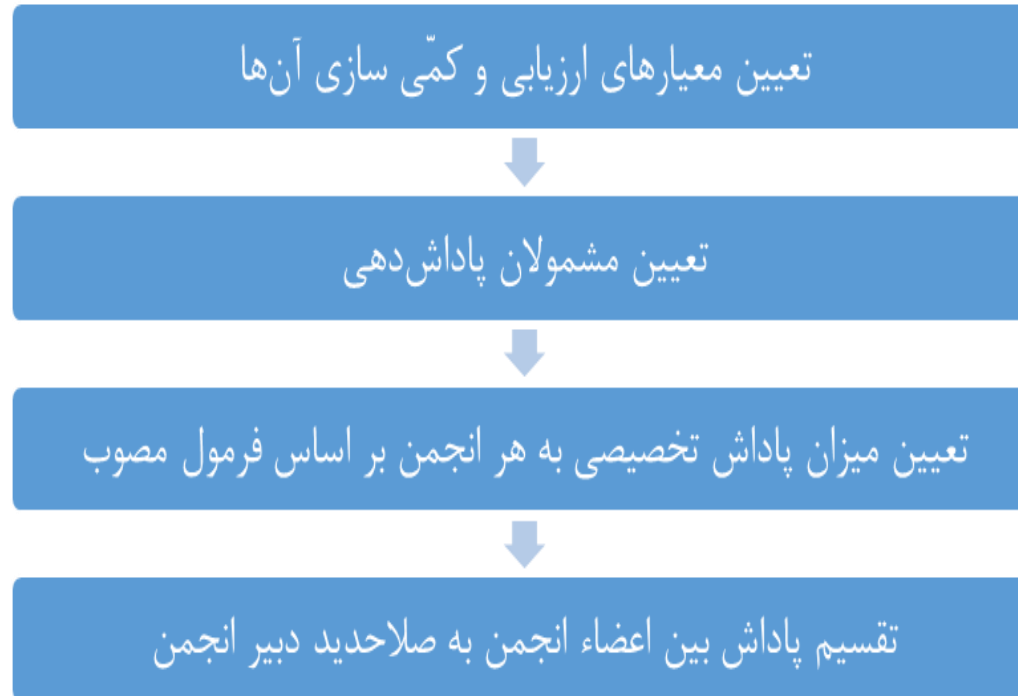 تعیین معیارهای ارزیابی و کمّی سازی آن‌ها
تعیین مشمولان پاداش‌دهی
تعیین میزان پاداش تخصیصی به هر انجمن بر اساس فرمول مصوب
تقسیم پاداش بین اعضاء انجمن به صلاحدید دبیر انجمن